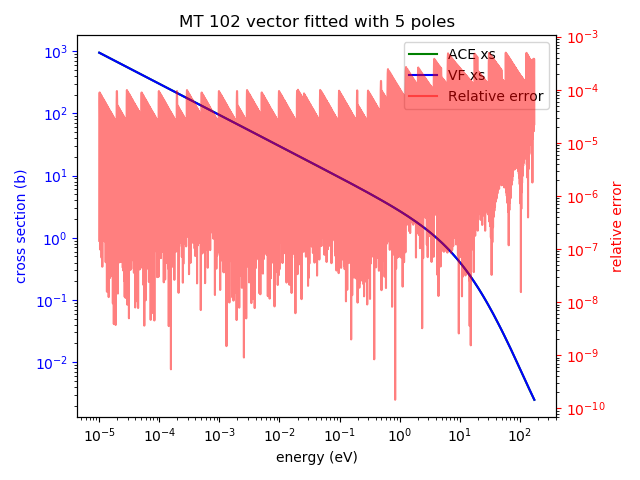 MT 102 vector fitted with 5 poles
ACE xs
VF xs
Relative error
cross section (b)
10³
10²
10¹
10⁰
10⁻¹
10⁻²
relative error
10⁻³
10⁻⁴
10⁻⁵
10⁻⁶
10⁻⁷
10⁻⁸
10⁻⁹
10⁻¹⁰
10⁻⁵ 10⁻⁴ 10⁻³ 10⁻² 10⁻¹ 10⁰ 10¹ 10²
energy (eV)